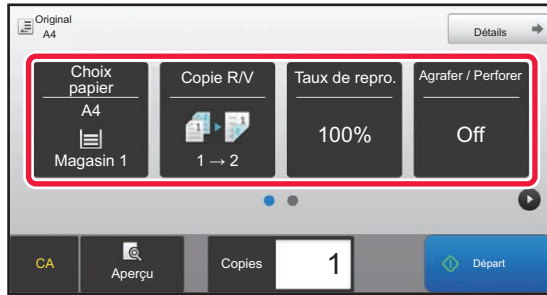 Original
A4
Détails
Choix
papier
A4
Magasin 1
Copie R/V
1 → 2
Taux de repro.
100%
Agrafer / Perforer
Off
CA
Aperçu
Copies
1
Départ